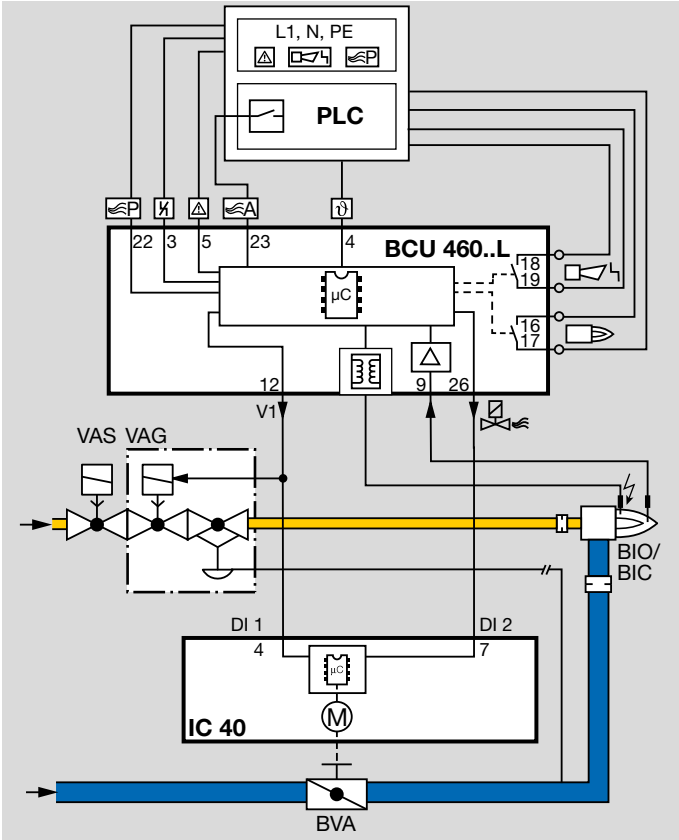 L1, N, PE
P
PLC
P
A
ϑ
22 3 5 23 4
BCU 460..L
18
19
µC
16
17
12 9 26
V1
VAS VAG
BIO/
BIC
DI 1 DI 2
4 7
µC
M
IC 40
BVA